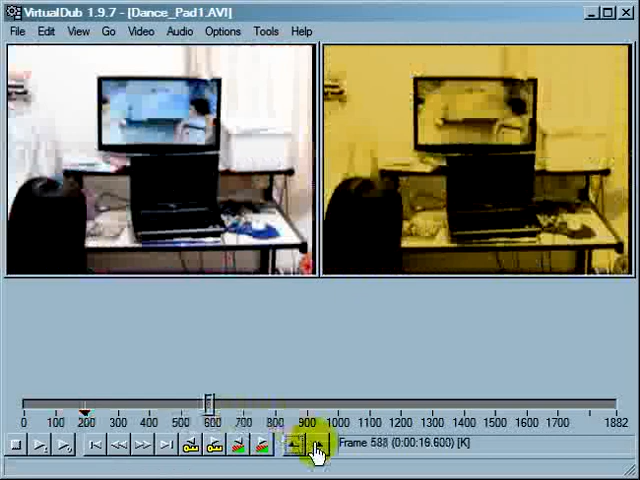 VirtualDub 1.9.7 - [Dance_Pad1.AVI]
File Edit View Go Video Audio Options Tools Help
0 100 200 300 400 500 600 700 800 900 1000 1100 1200 1300 1400 1500 1600 1700 1882
Frame 588 (0:00:16.600) [K]